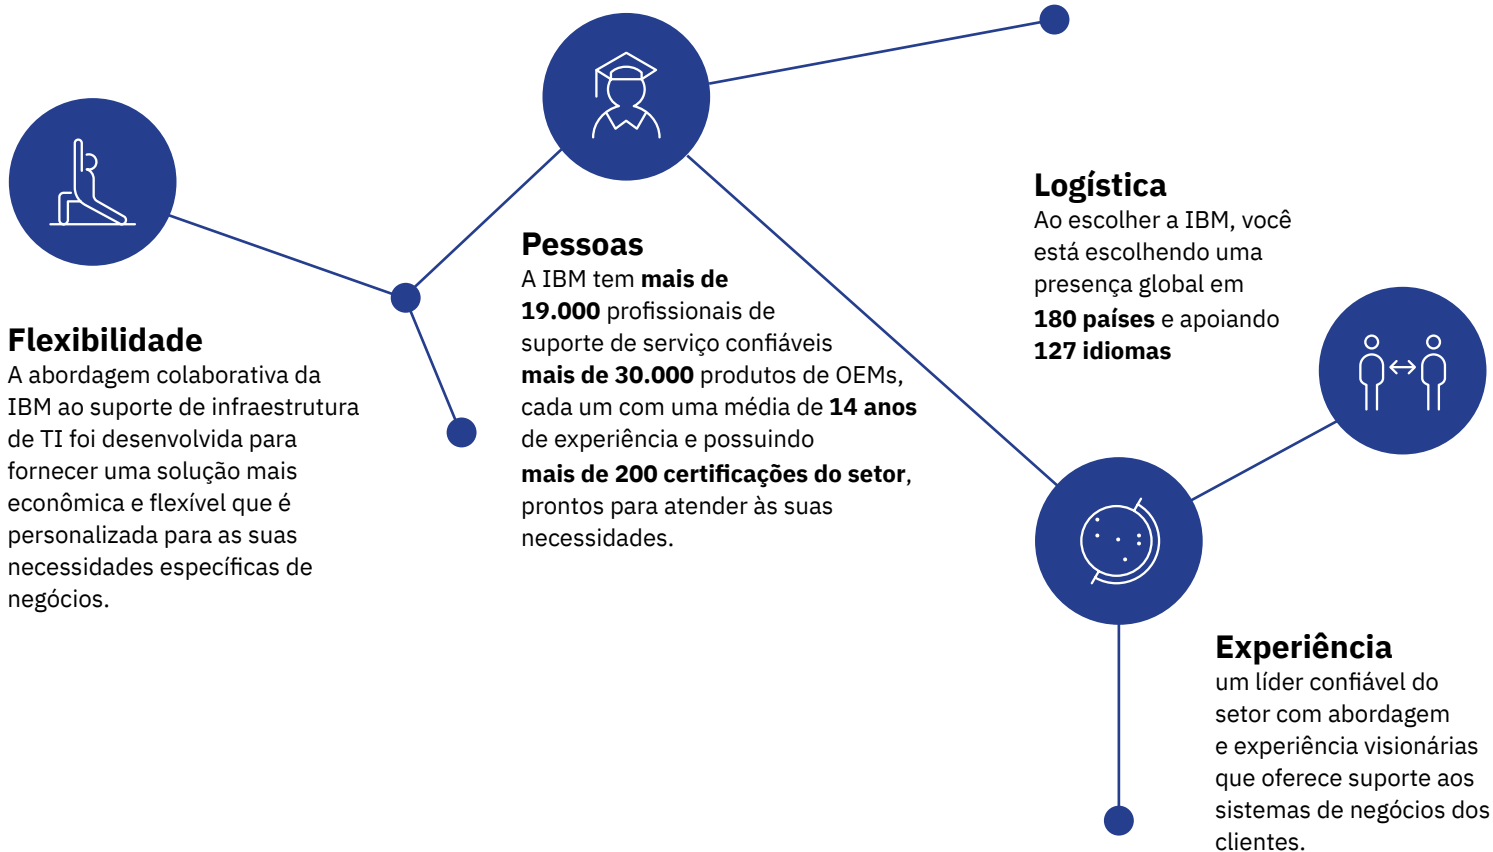 Flexibilidade
A abordagem colaborativa da
IBM ao suporte de infraestrutura
de TI foi desenvolvida para
fornecer uma solução mais
econômica e flexível que é
personalizada para as suas
necessidades específicas de
negócios.
Pessoas
A IBM tem mais de
19.000 profissionais de
suporte de serviço confiáveis
mais de 30.000 produtos de OEMs,
cada um com uma média de 14 anos
de experiência e possuindo
mais de 200 certificações do setor,
prontos para atender às suas
necessidades.
Logística
Ao escolher a IBM, você
está escolhendo uma
presença global em
180 países e apoiando
127 idiomas
Experiência
um líder confiável do
setor com abordagem
e experiência visionárias
que oferece suporte aos
sistemas de negócios dos
clientes.